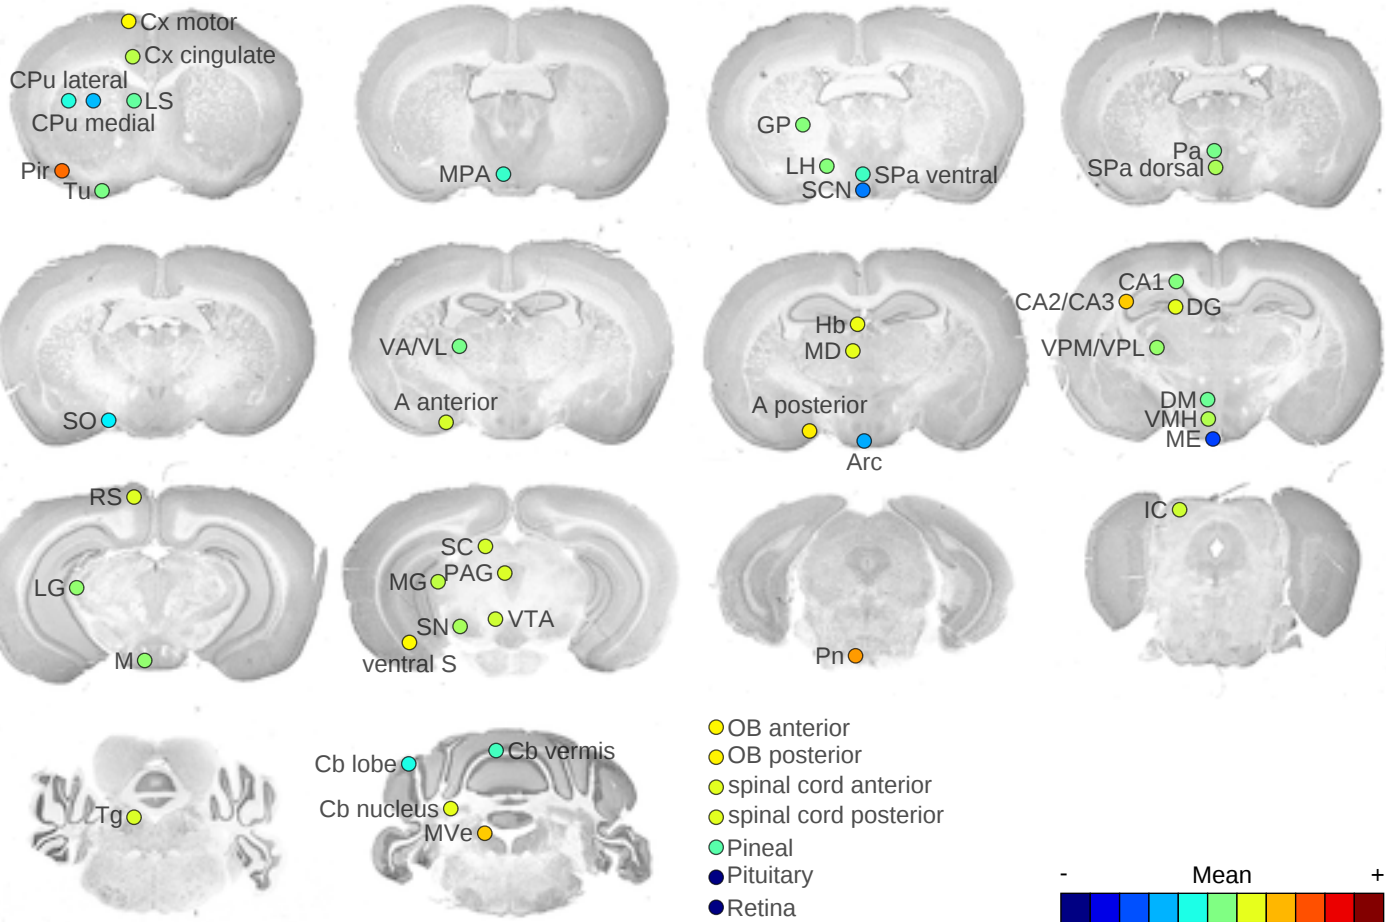 Cx motor
Cx cingulate
CPu lateral
LS
CPu medial
Pir
Tu
MPA
GP
LH
SPa ventral
SCN
Pa
SPa dorsal
SO
VA/VL
A anterior
Hb
MD
A posterior
Arc
CA1
CA2/CA3
DG
VPM/VPL
DM
VMH
ME
RS
LG
M
SC
PAG
MG
VTA
SN
ventral S
Pn
IC
Tg
Cb vermis
Cb lobe
Cb nucleus
MVe
OB anterior
OB posterior
spinal cord anterior
spinal cord posterior
Pineal
Pituitary
Retina
- Mean +